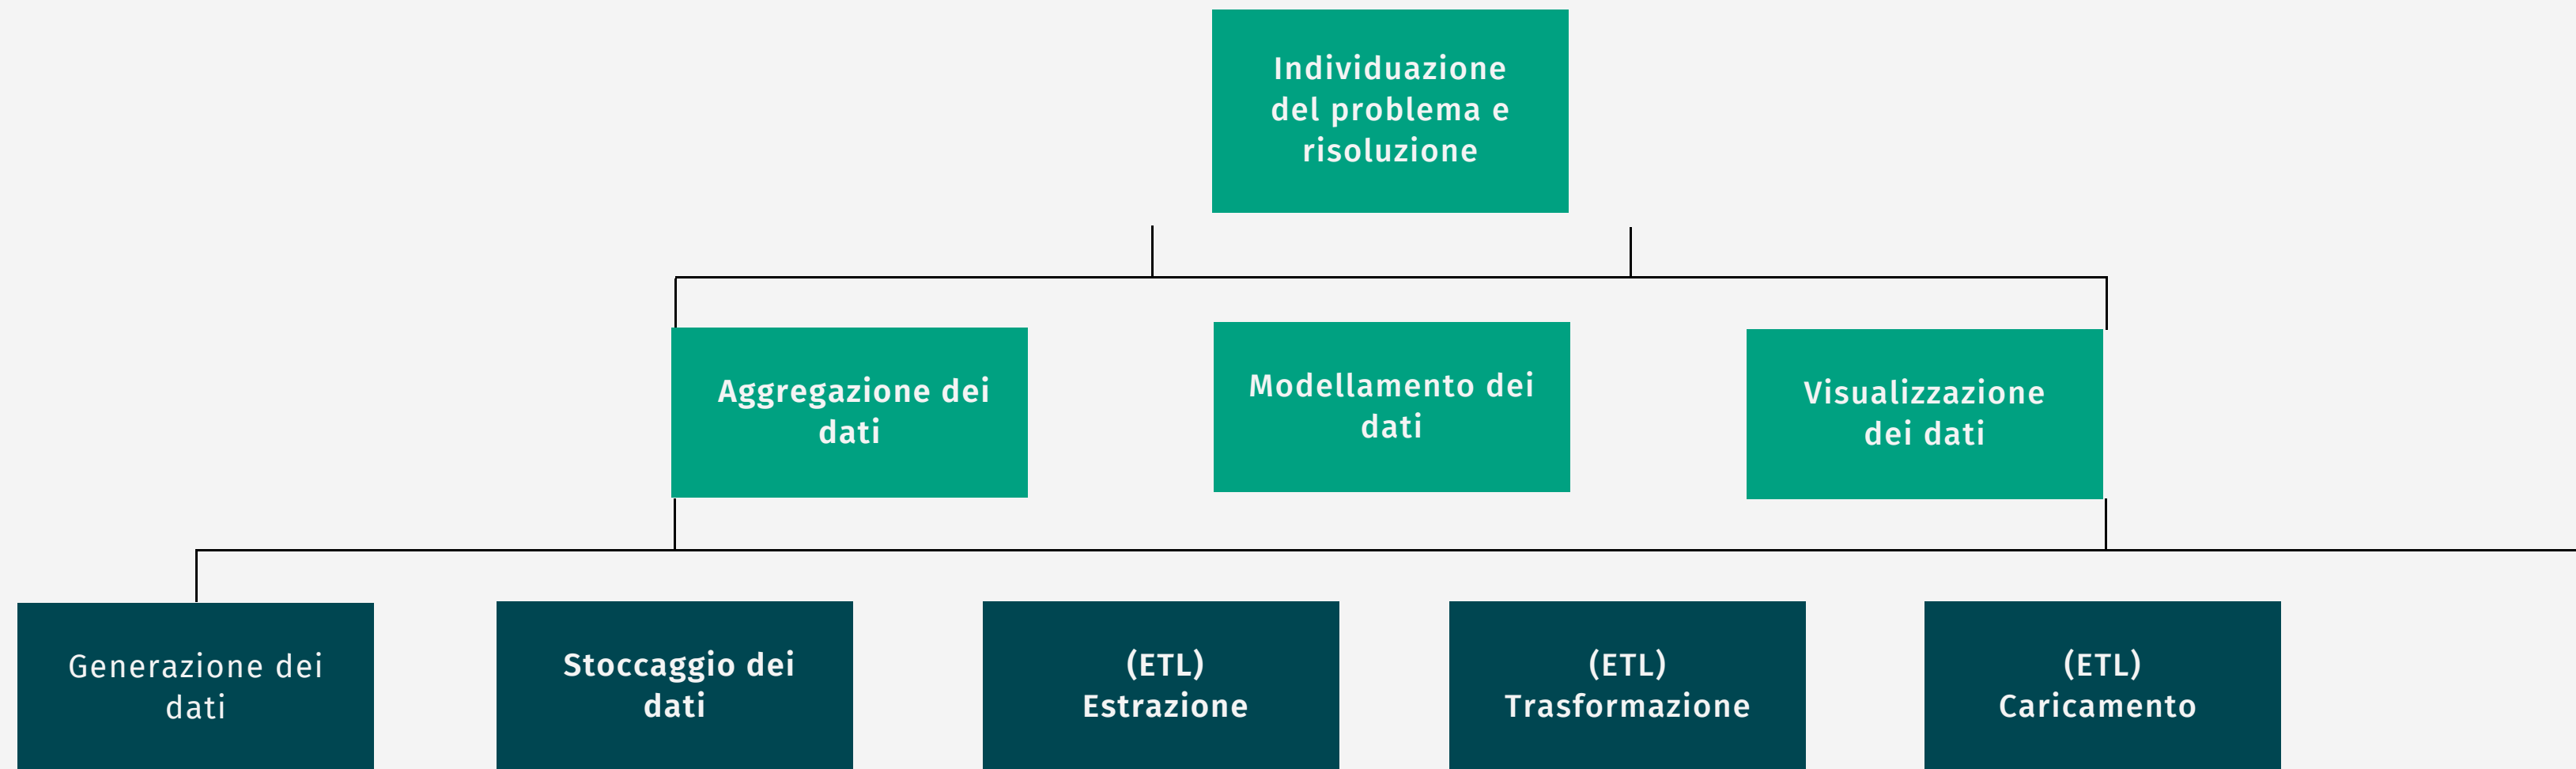 Individuazione
del problema e
risoluzione
Aggregazione dei
dati
Modellamento dei
dati
Visualizzazione
dei dati
Generazione dei
dati
Stoccaggio dei
dati
(ETL)
Estrazione
(ETL)
Trasformazione
(ETL)
Caricamento